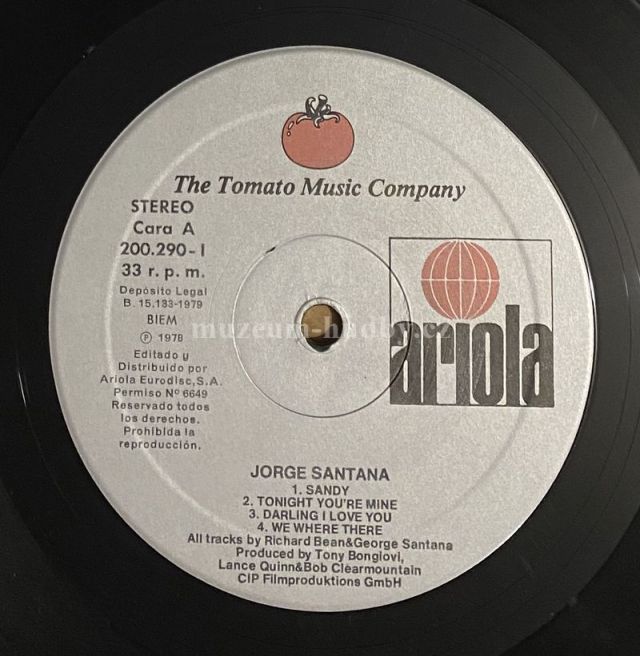 The Tomato Music Company
STEREO
Cara A
200.290-I
33 r. p. m.
Depósito Legal
B. 15.133-1979
BIEM
℗ 1978
Editado y
Distribuido por
Ariola Eurodisc, S.A.
Permiso Nº 6649
Reservado todos
los derechos.
Prohibida la
reproducción.
ariola
muzeum-hudby.cz
JORGE SANTANA
1. SANDY
2. TONIGHT YOU'RE MINE
3. DARLING I LOVE YOU
4. WE WHERE THERE
All tracks by Richard Bean&George Santana
Produced by Tony Bongiovi,
Lance Quinn&Bob Clearmountain
CIP Filmproduktions GmbH